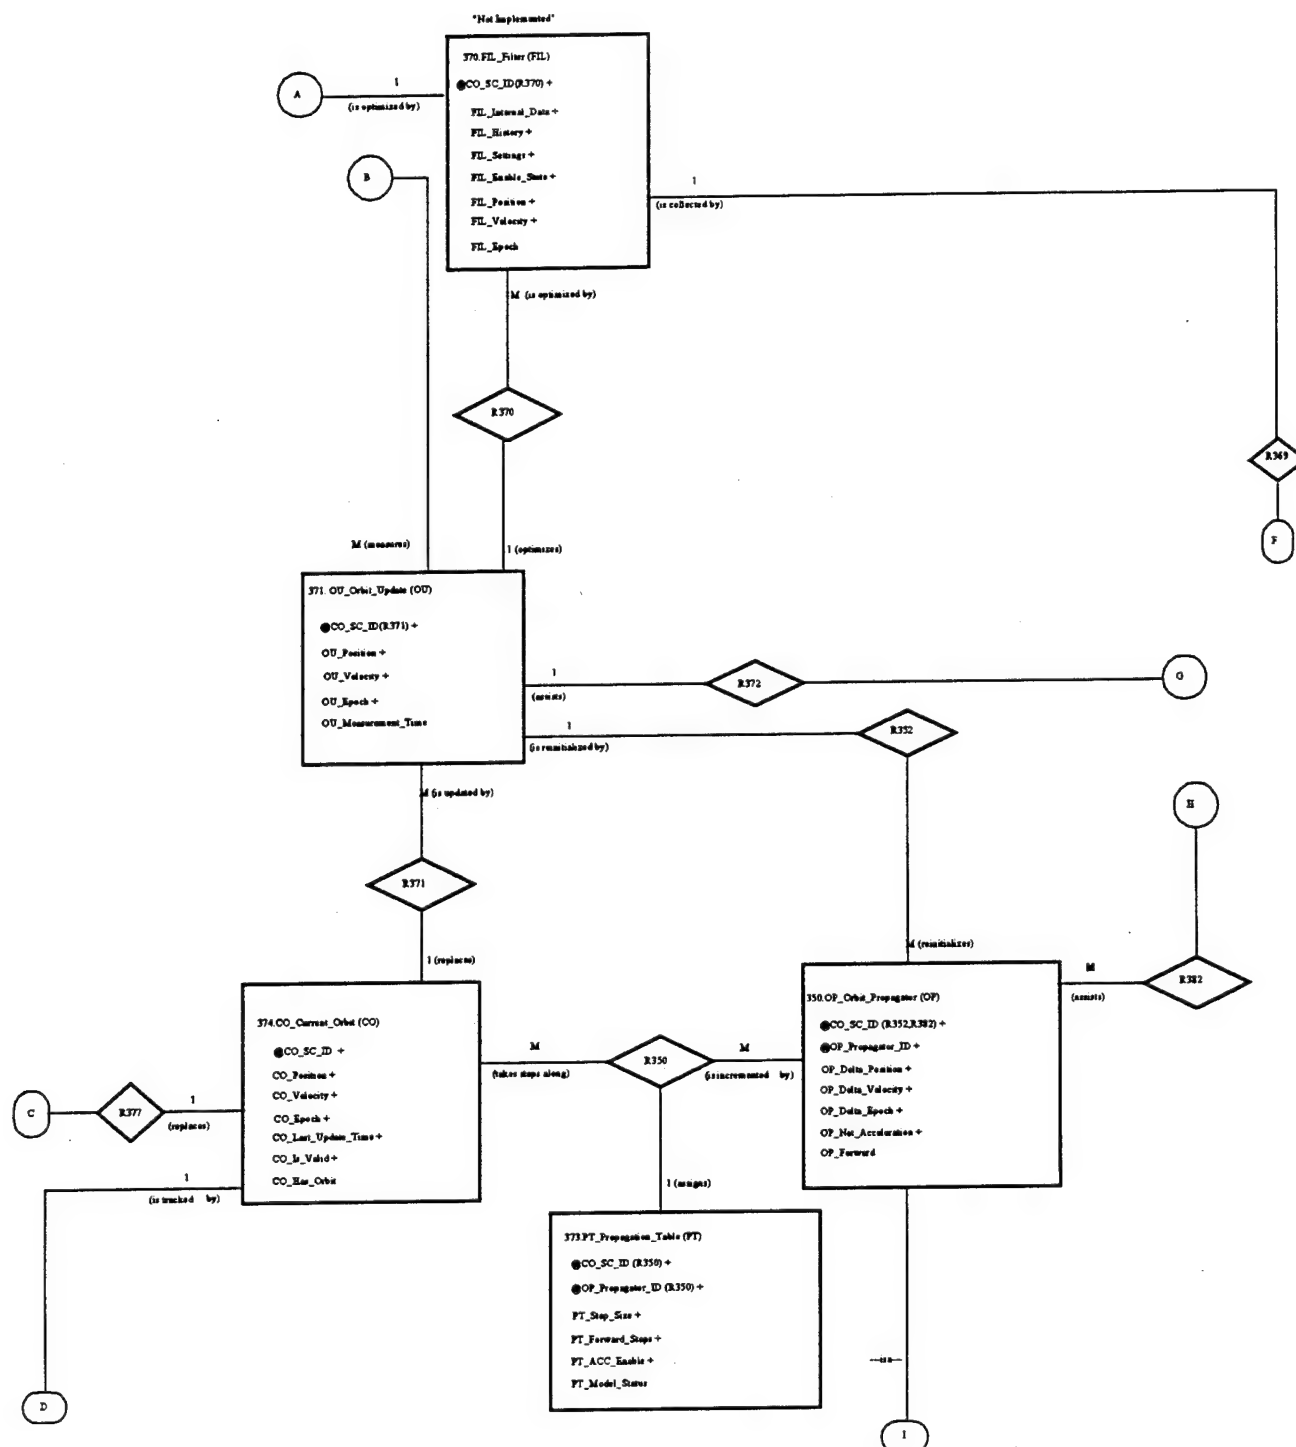 "Not Implemented"
370.FIL_Filter (FIL)
CO_SC_ID(R370) +
FIL_Internal_Data +
FIL_History +
FIL_Settings +
FIL_Enable_State +
FIL_Position +
FIL_Velocity +
FIL_Epoch
A
1
(is optimized by)
B
1
(is collected by)
M (is optimized by)
R370
R369
F
M (measures)
1 (optimizes)
371. OU_Orbit_Update (OU)
CO_SC_ID(R371) +
OU_Position +
OU_Velocity +
OU_Epoch +
OU_Measurement_Time
1
(assists)
R372
G
1
(is reinitialized by)
R352
M (is updated by)
H
R371
M (reinitializes)
1 (replaces)
M
(assists)
R382
374.CO_Current_Orbit (CO)
CO_SC_ID +
CO_Position +
CO_Velocity +
CO_Epoch +
CO_Last_Update_Time +
CO_Is_Valid +
CO_Has_Orbit
M
(takes steps along)
R350
M
(is incremented by)
350.OP_Orbit_Propagator (OP)
CO_SC_ID (R352,R382) +
OP_Propagator_ID +
OP_Delta_Position +
OP_Delta_Velocity +
OP_Delta_Epoch +
OP_Net_Acceleration +
OP_Forward
C
R377
1
(replaces)
1
(is tracked by)
D
1 (assigns)
373.PT_Propagation_Table (PT)
CO_SC_ID (R350) +
OP_Propagator_ID (R350) +
PT_Step_Size +
PT_Forward_Steps +
PT_ACC_Enable +
PT_Model_Status
is a
I